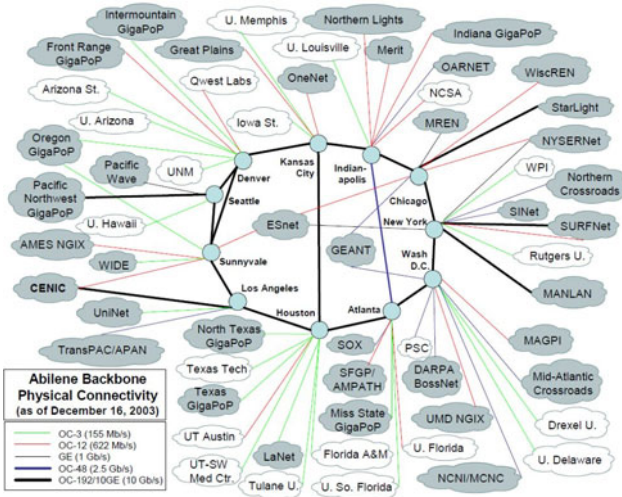 Intermountain
GigaPoP
U. Memphis
Northern Lights
Indiana GigaPoP
Front Range
GigaPoP
Great Plains
U. Louisville
Merit
OARNET
WiscREN
Arizona St.
Qwest Labs
OneNet
NCSA
StarLight
U. Arizona
Iowa St.
MREN
NYSERNet
Oregon
GigaPoP
Pacific
Wave
UNM
Denver
Kansas
City
Indian-
apolis
Chicago
WPI
Northern
Crossroads
Pacific
Northwest
GigaPoP
Seattle
New York
SINet
SURFNet
U. Hawaii
ESnet
GEANT
Rutgers U.
AMES NGIX
WIDE
Sunnyvale
Wash
D.C.
CENIC
Los Angeles
Houston
Atlanta
MANLAN
UniNet
North Texas
GigaPoP
SOX
PSC
MAGPI
TransPAC/APAN
Texas Tech
SFGP/
AMPATH
DARPA
BossNet
Mid-Atlantic
Crossroads
Texas
GigaPoP
Miss State
GigaPoP
UMD NGIX
Drexel U.
UT Austin
LaNet
Florida A&M
U. Florida
U. Delaware
UT-SW
Med Ctr.
Tulane U.
U. So. Florida
NCNI/MCNC
Abilene Backbone
Physical Connectivity
(as of December 16, 2003)
OC-3 (155 Mb/s)
OC-12 (622 Mb/s)
GE (1 Gb/s)
OC-48 (2.5 Gb/s)
OC-192/10GE (10 Gb/s)